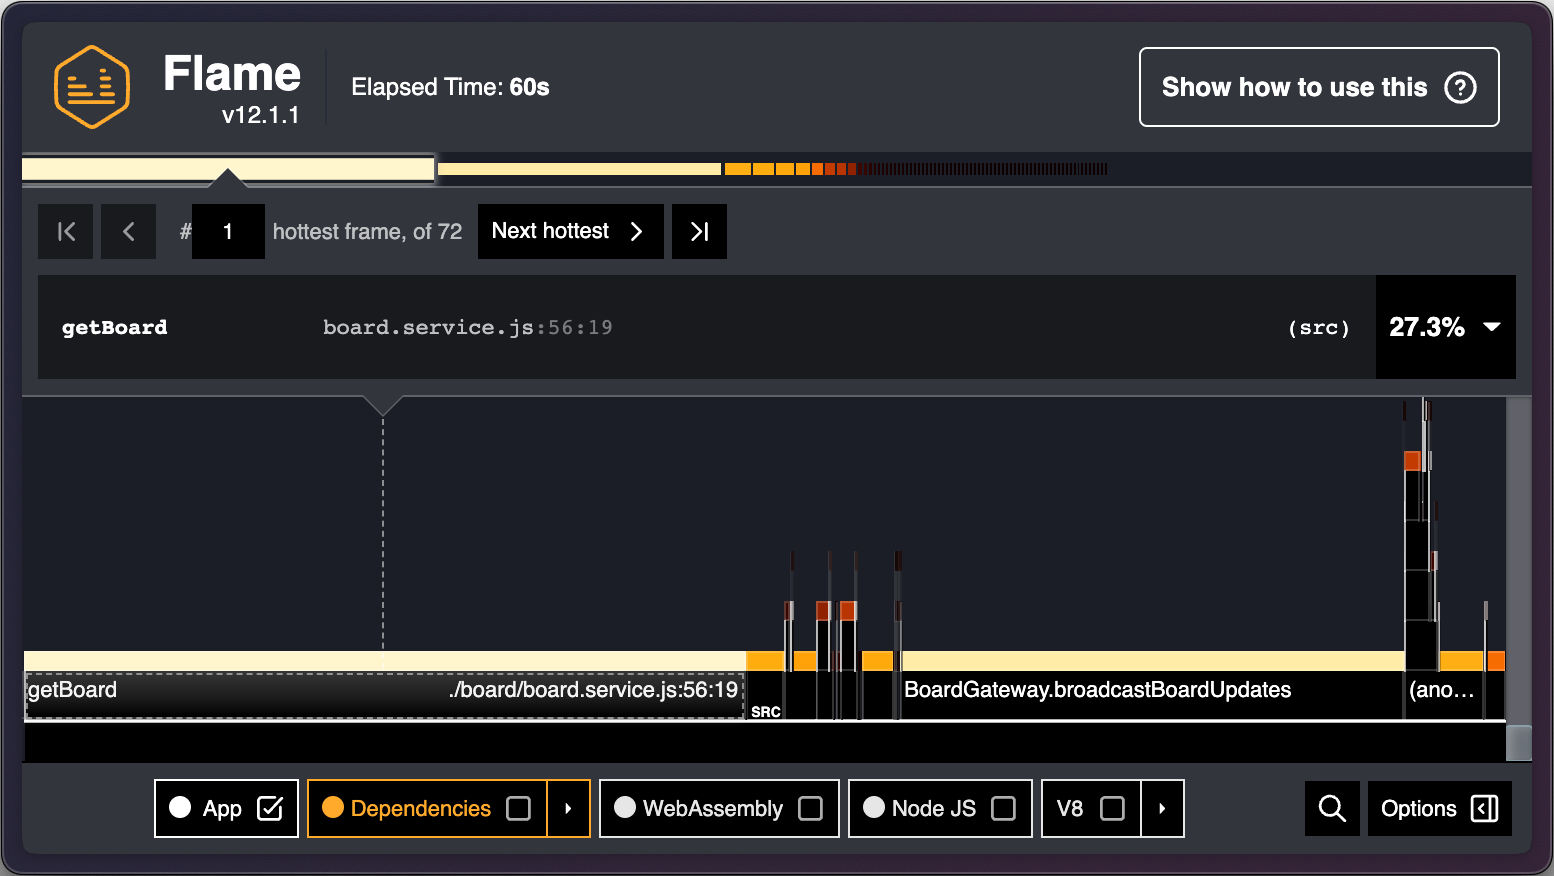 Flame
v12.1.1
Elapsed Time: 60s
Show how to use this ?
# 1 hottest frame, of 72
Next hottest
getBoard board.service.js:56:19 (src) 27.3%
getBoard ./board/board.service.js:56:19
SRC
BoardGateway.broadcastBoardUpdates
(ano…
App
Dependencies
WebAssembly
Node JS
V8
Options